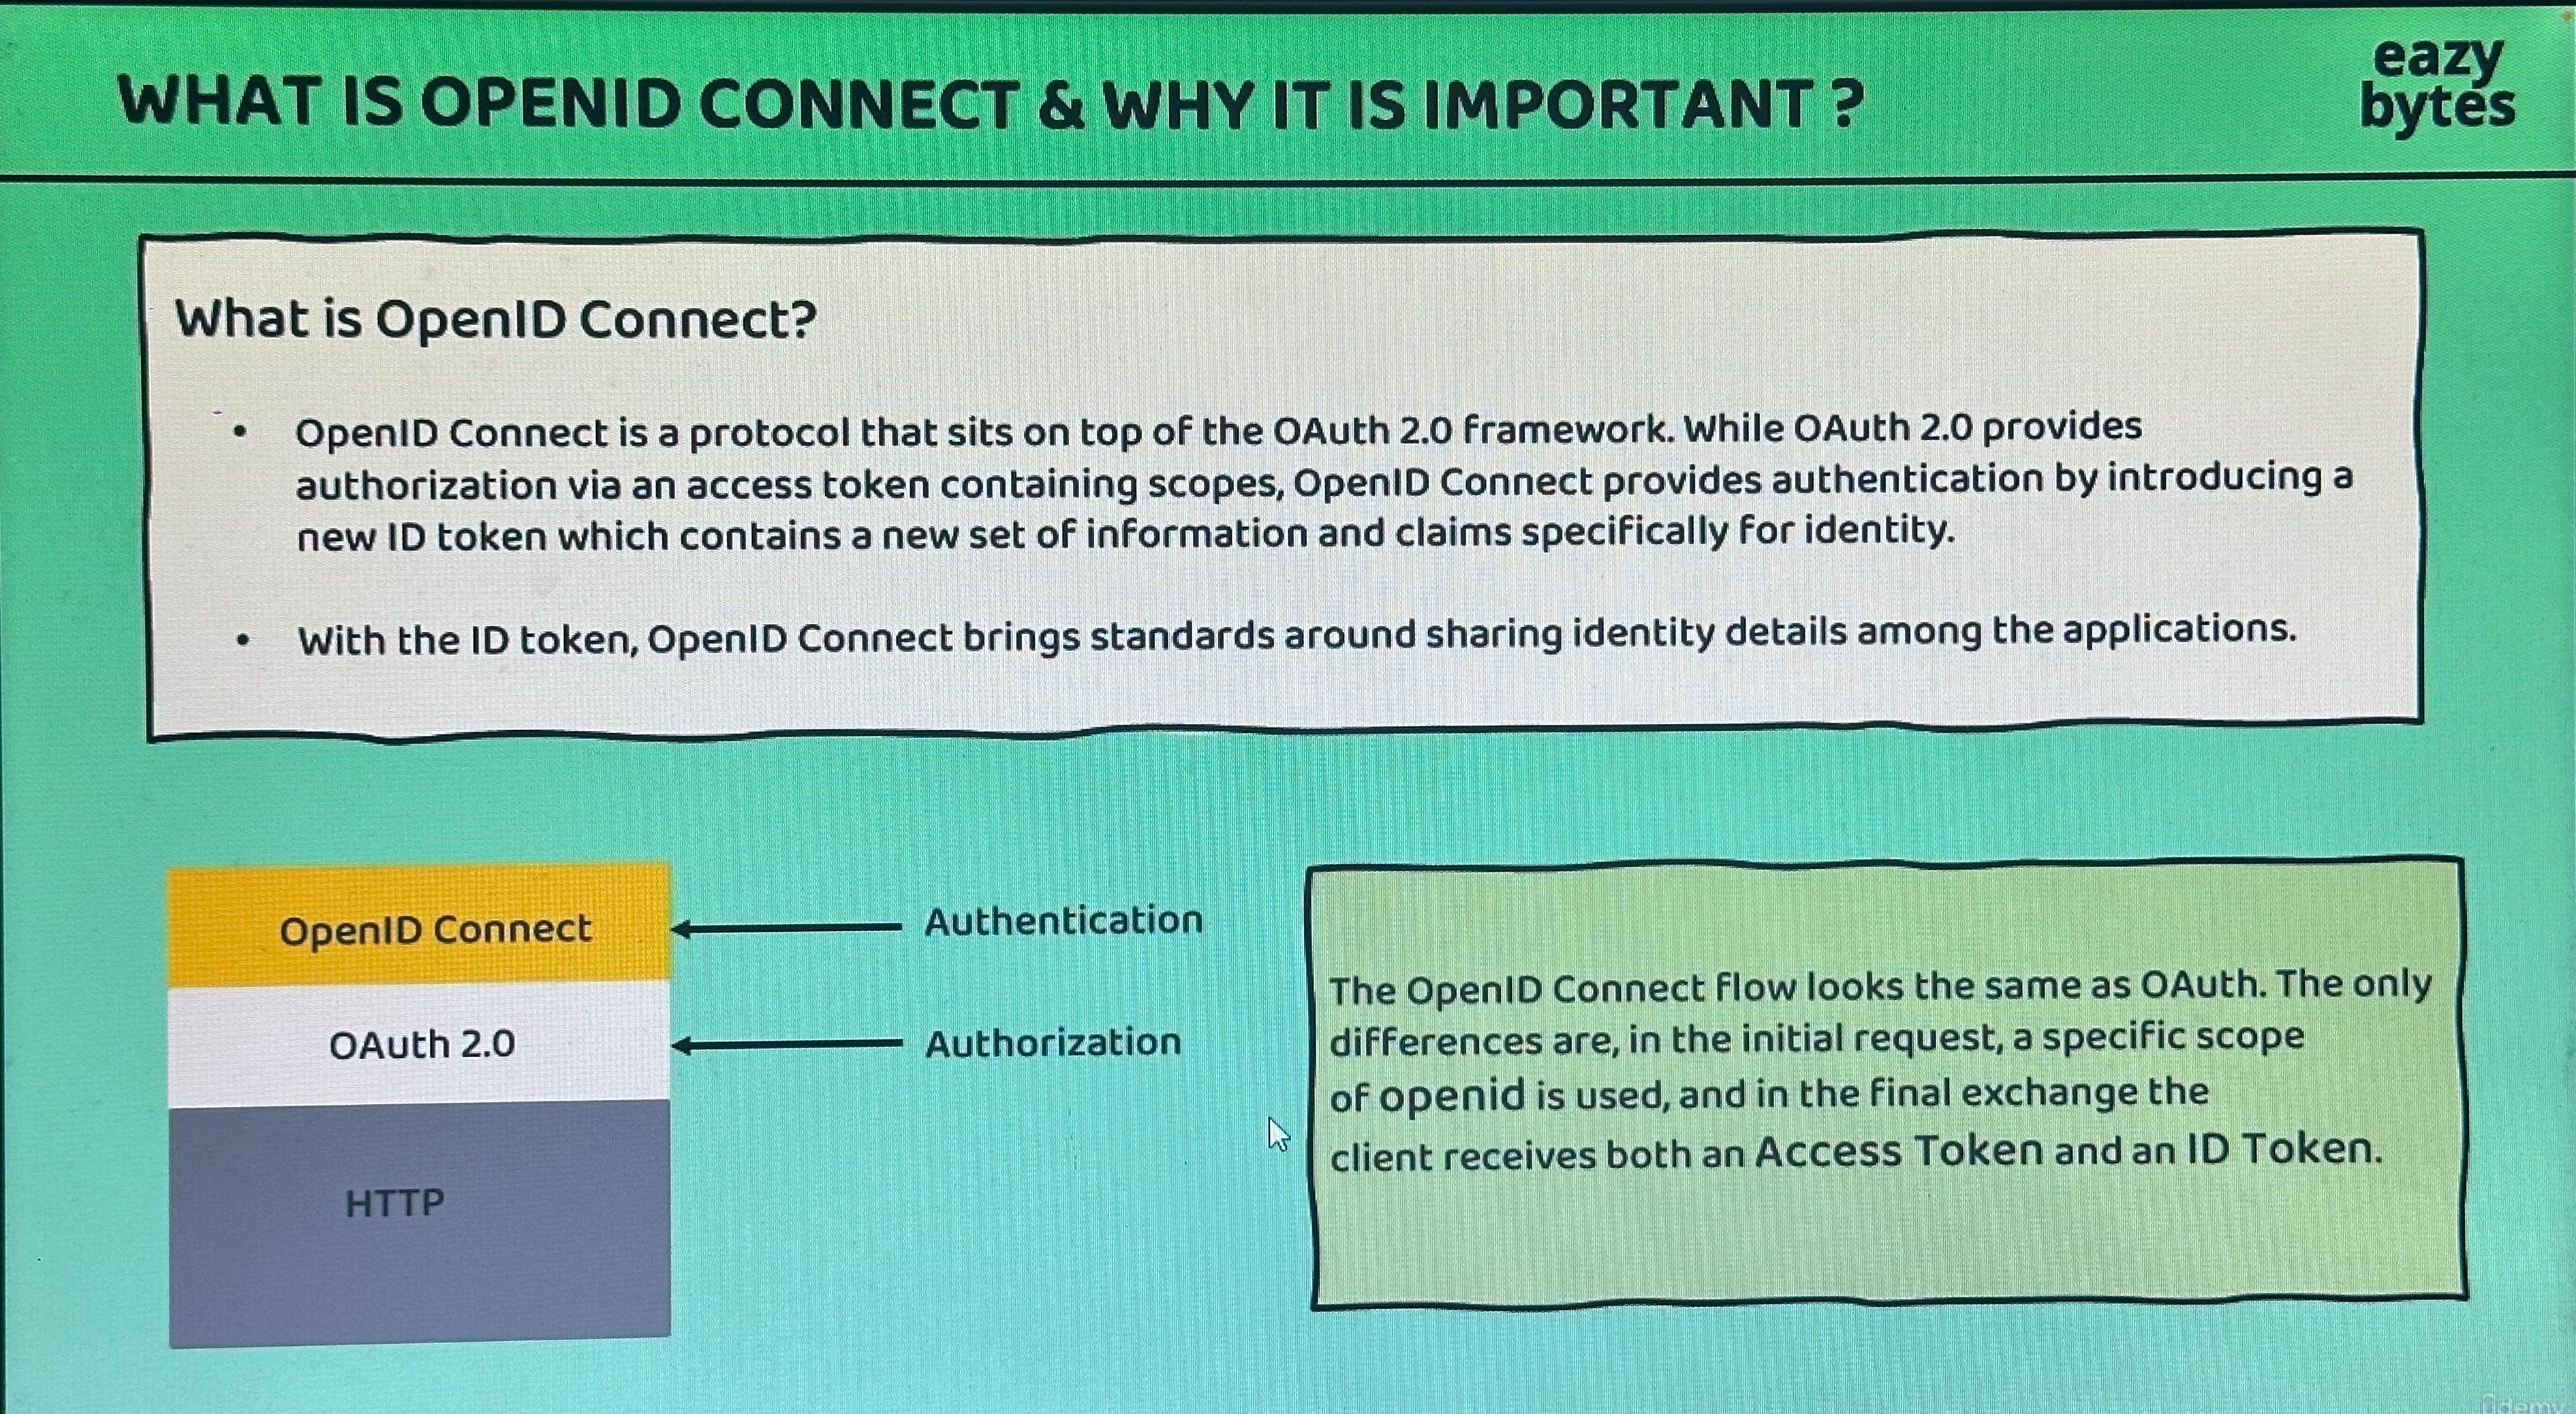 WHAT IS OPENID CONNECT & WHY IT IS IMPORTANT ?
eazy
bytes
What is OpenID Connect?
• OpenID Connect is a protocol that sits on top of the OAuth 2.0 framework. While OAuth 2.0 provides
authorization via an access token containing scopes, OpenID Connect provides authentication by introducing a
new ID token which contains a new set of information and claims specifically for identity.
• With the ID token, OpenID Connect brings standards around sharing identity details among the applications.
OpenID Connect
Authentication
OAuth 2.0
Authorization
HTTP
The OpenID Connect flow looks the same as OAuth. The only
differences are, in the initial request, a specific scope
of openid is used, and in the final exchange the
client receives both an Access Token and an ID Token.
Udemy